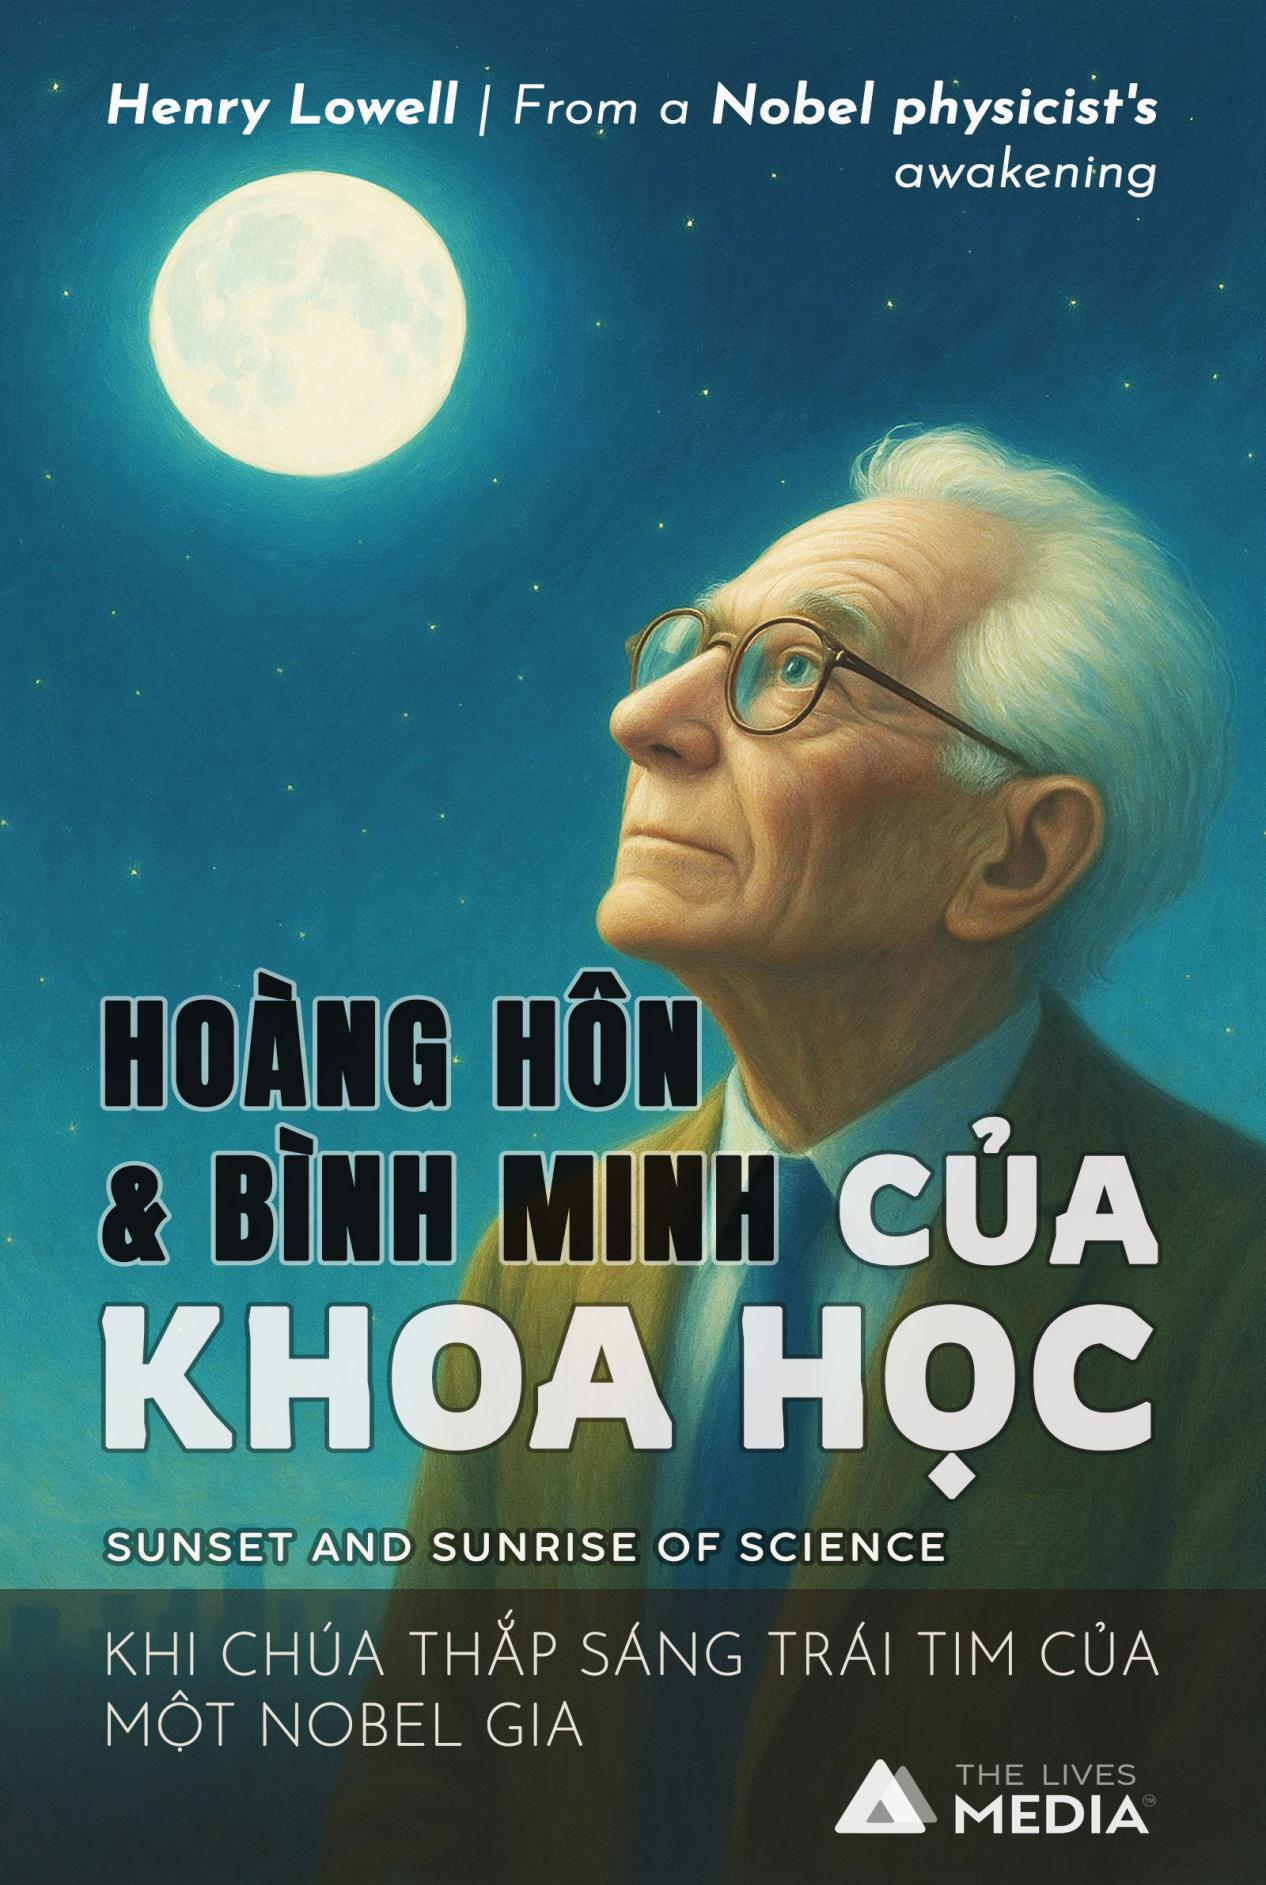 Henry Lowell | From a Nobel physicist's
awakening
HOÀNG HÔN
& BÌNH MINH CỦA
KHOA HỌC
SUNSET AND SUNRISE OF SCIENCE
KHI CHÚA THẮP SÁNG TRÁI TIM CỦA
MỘT NOBEL GIA
THE LIVES
MEDIA™